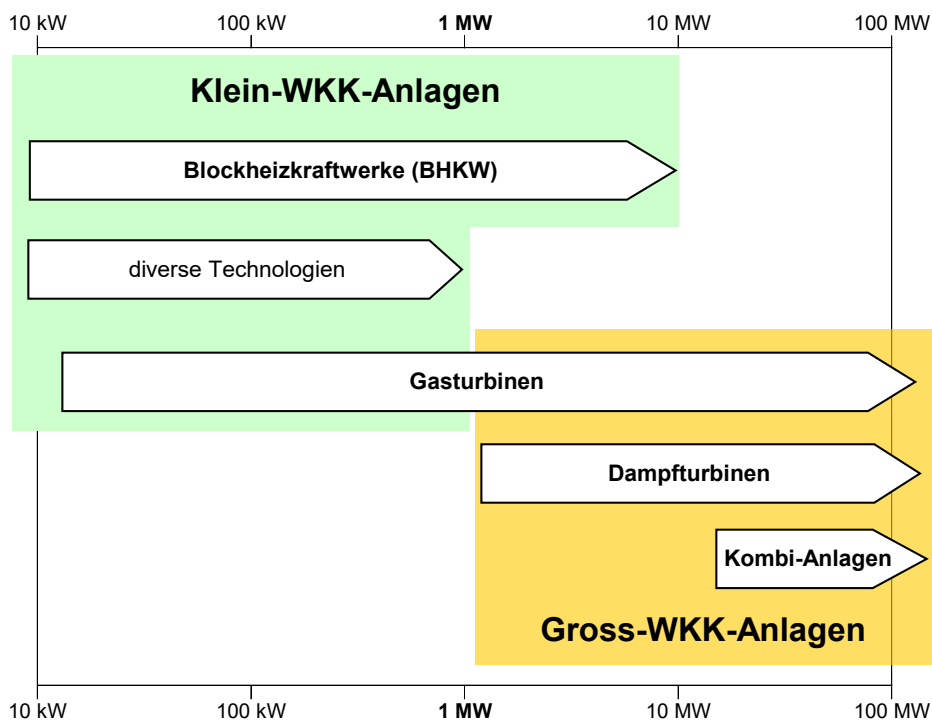 10 kW 100 kW 1 MW 10 MW 100 MW
Klein-WKK-Anlagen
Blockheizkraftwerke (BHKW)
diverse Technologien
Gasturbinen
Dampfturbinen
Kombi-Anlagen
Gross-WKK-Anlagen
10 kW 100 kW 1 MW 10 MW 100 MW